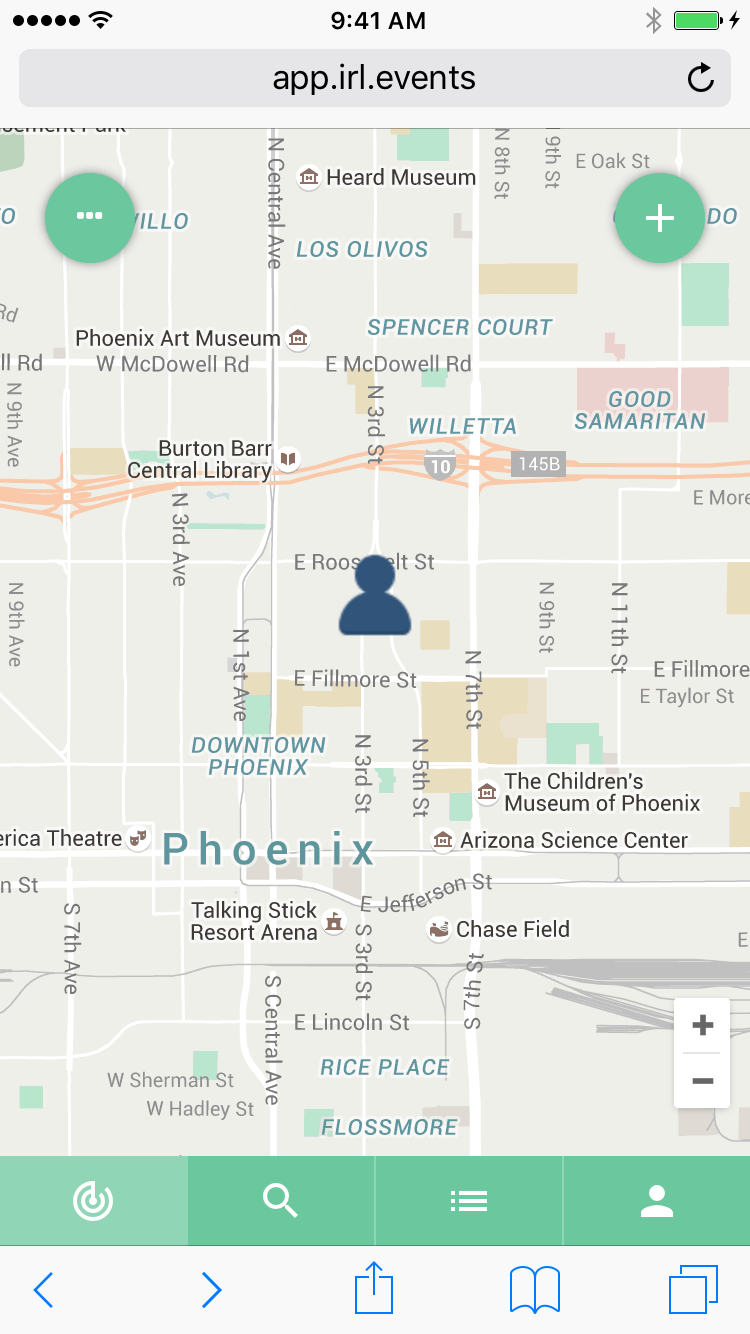 9:41 AM
app.irl.events
N Central Ave
Heard Museum
N 8th St
9th St
E Oak St
VILLO
DO
LOS OLIVOS
Rd
Phoenix Art Museum
SPENCER COURT
ll Rd
W McDowell Rd
E McDowell Rd
N 9th Ave
N 3rd St
WILLETTA
GOOD
SAMARITAN
Burton Barr
Central Library
10
145B
E More
N 3rd Ave
E Roosevelt St
N 9th Ave
N 9th St
N 11th St
N 1st Ave
E Fillmore St
N 7th St
E Fillmore
E Taylor St
DOWNTOWN
PHOENIX
N 3rd St
N 5th St
The Children's
Museum of Phoenix
erica Theatre
Phoenix
Arizona Science Center
n St
E Jefferson St
S 7th Ave
Talking Stick
Resort Arena
S 3rd St
Chase Field
E
S 7th St
S Central Ave
E Lincoln St
RICE PLACE
W Sherman St
W Hadley St
FLOSSMORE